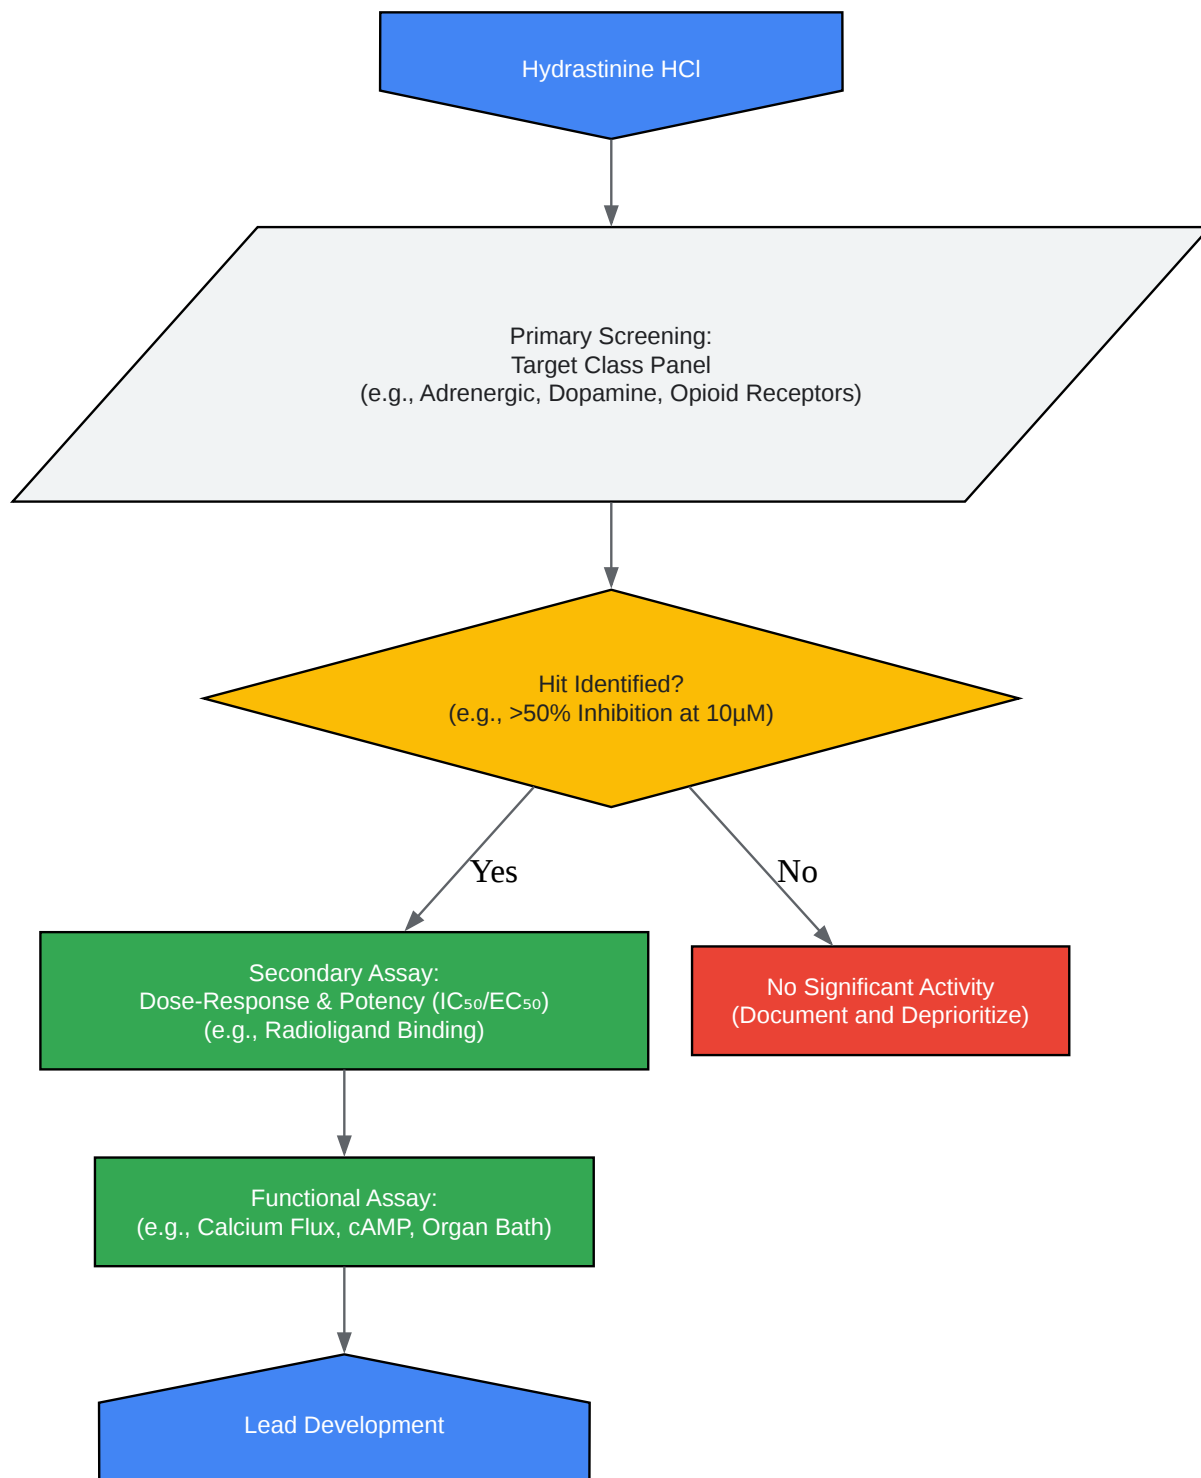 Hydrastinine HCl
Primary Screening:
Target Class Panel
(e.g., Adrenergic, Dopamine, Opioid Receptors)
Hit Identified?
(e.g., >50% Inhibition at 10µM)
Yes
No
Secondary Assay:
Dose-Response & Potency (IC₅₀/EC₅₀)
(e.g., Radioligand Binding)
No Significant Activity
(Document and Deprioritize)
Functional Assay:
(e.g., Calcium Flux, cAMP, Organ Bath)
Lead Development